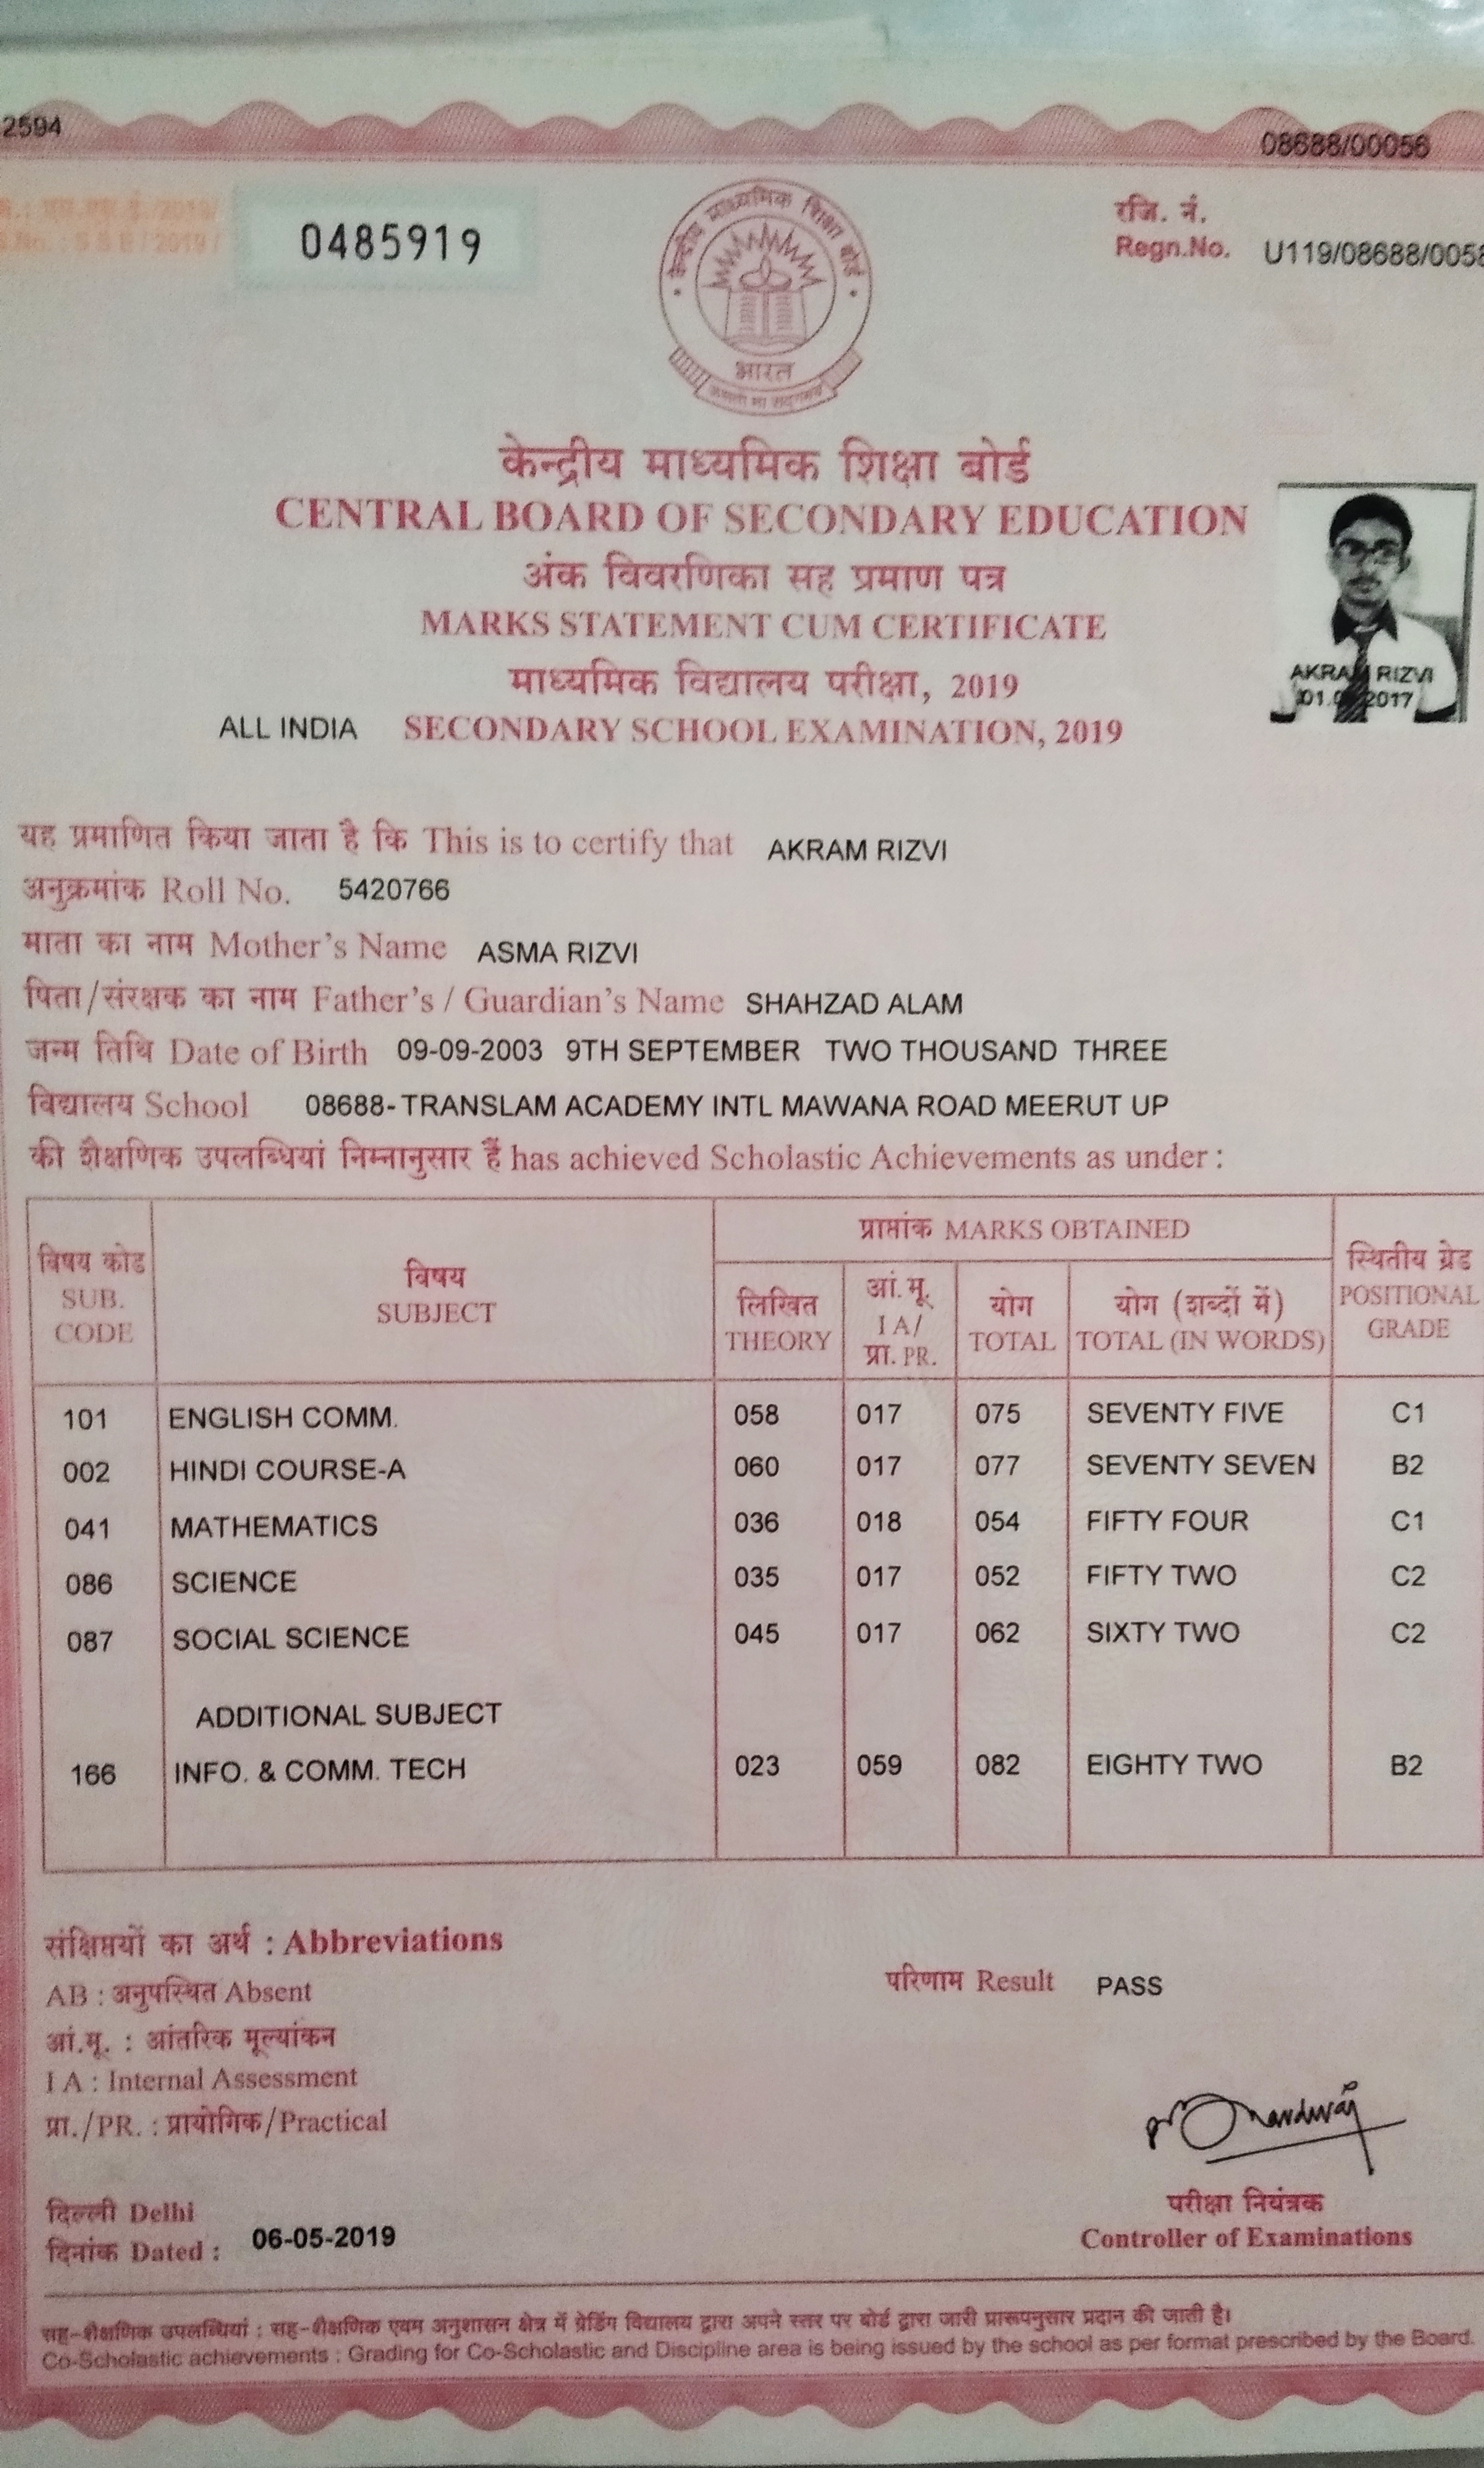 2594
08688/00056
0485919
रजि. नं.
Regn.No. U119/08688/005
केन्द्रीय माध्यमिक शिक्षा बोर्ड
भारत
केन्द्रीय माध्यमिक शिक्षा बोर्ड
CENTRAL BOARD OF SECONDARY EDUCATION
अंक विवरणिका सह प्रमाण पत्र
MARKS STATEMENT CUM CERTIFICATE
माध्यमिक विद्यालय परीक्षा, 2019
ALL INDIA SECONDARY SCHOOL EXAMINATION, 2019
AKRAM RIZVI
2017
यह प्रमाणित किया जाता है कि This is to certify that AKRAM RIZVI
अनुक्रमांक Roll No. 5420766
माता का नाम Mother's Name ASMA RIZVI
पिता/संरक्षक का नाम Father's / Guardian's Name SHAHZAD ALAM
जन्म तिथि Date of Birth 09-09-2003 9TH SEPTEMBER TWO THOUSAND THREE
विद्यालय School 08688- TRANSLAM ACADEMY INTL MAWANA ROAD MEERUT UP
की शैक्षणिक उपलब्धियां निम्नानुसार हैं has achieved Scholastic Achievements as under :
विषय कोड SUB. CODE
विषय SUBJECT
प्राप्तांक MARKS OBTAINED
लिखित THEORY
आं.मू. I A/ प्रा. PR.
योग TOTAL
योग (शब्दों में) TOTAL (IN WORDS)
स्थितीय ग्रेड POSITIONAL GRADE
101 ENGLISH COMM. 058 017 075 SEVENTY FIVE C1
002 HINDI COURSE-A 060 017 077 SEVENTY SEVEN B2
041 MATHEMATICS 036 018 054 FIFTY FOUR C1
086 SCIENCE 035 017 052 FIFTY TWO C2
087 SOCIAL SCIENCE 045 017 062 SIXTY TWO C2
ADDITIONAL SUBJECT
166 INFO. & COMM. TECH 023 059 082 EIGHTY TWO B2
संक्षिप्तयों का अर्थ : Abbreviations
AB : अनुपस्थित Absent
परिणाम Result PASS
आं.मू. : आंतरिक मूल्यांकन
I A : Internal Assessment
प्रा./PR. : प्रायोगिक/Practical
दिल्ली Delhi
दिनांक Dated : 06-05-2019
परीक्षा नियंत्रक
Controller of Examinations
सह-शैक्षणिक उपलब्धियां : सह-शैक्षणिक एवम अनुशासन क्षेत्र में ग्रेडिंग विद्यालय द्वारा अपने स्तर पर बोर्ड द्वारा जारी प्रारूपनुसार प्रदान की जाती है।
Co-Scholastic achievements : Grading for Co-Scholastic and Discipline area is being issued by the school as per format prescribed by the Board.